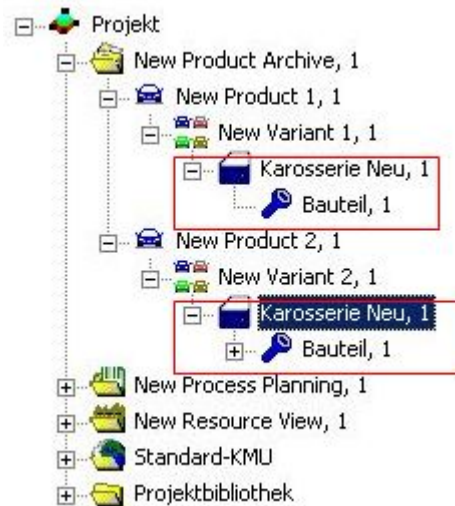 Projekt
New Product Archive, 1
New Product 1, 1
New Variant 1, 1
Karosserie Neu, 1
Bauteil, 1
New Product 2, 1
New Variant 2, 1
Karosserie Neu, 1
Bauteil, 1
New Process Planning, 1
New Resource View, 1
Standard-KMU
Projektbibliothek